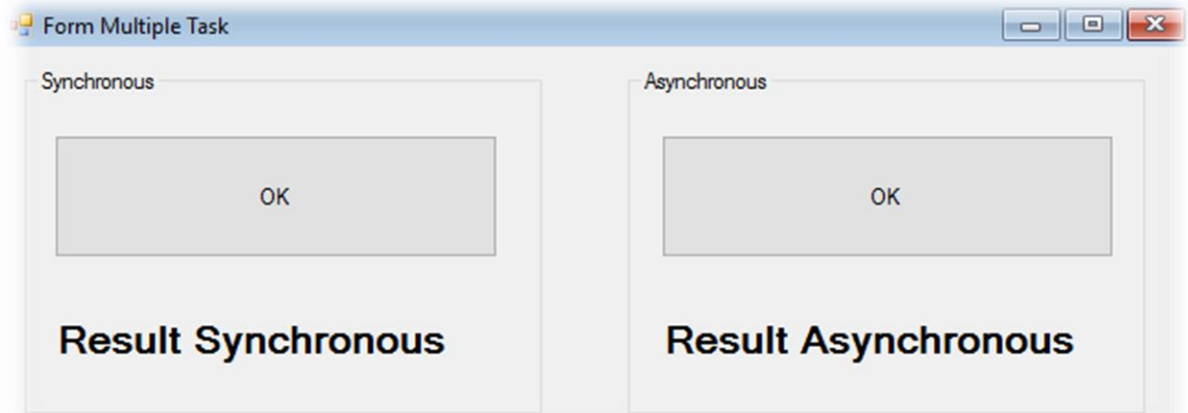 Form Multiple Task
Synchronous
OK
Result Synchronous
Asynchronous
OK
Result Asynchronous